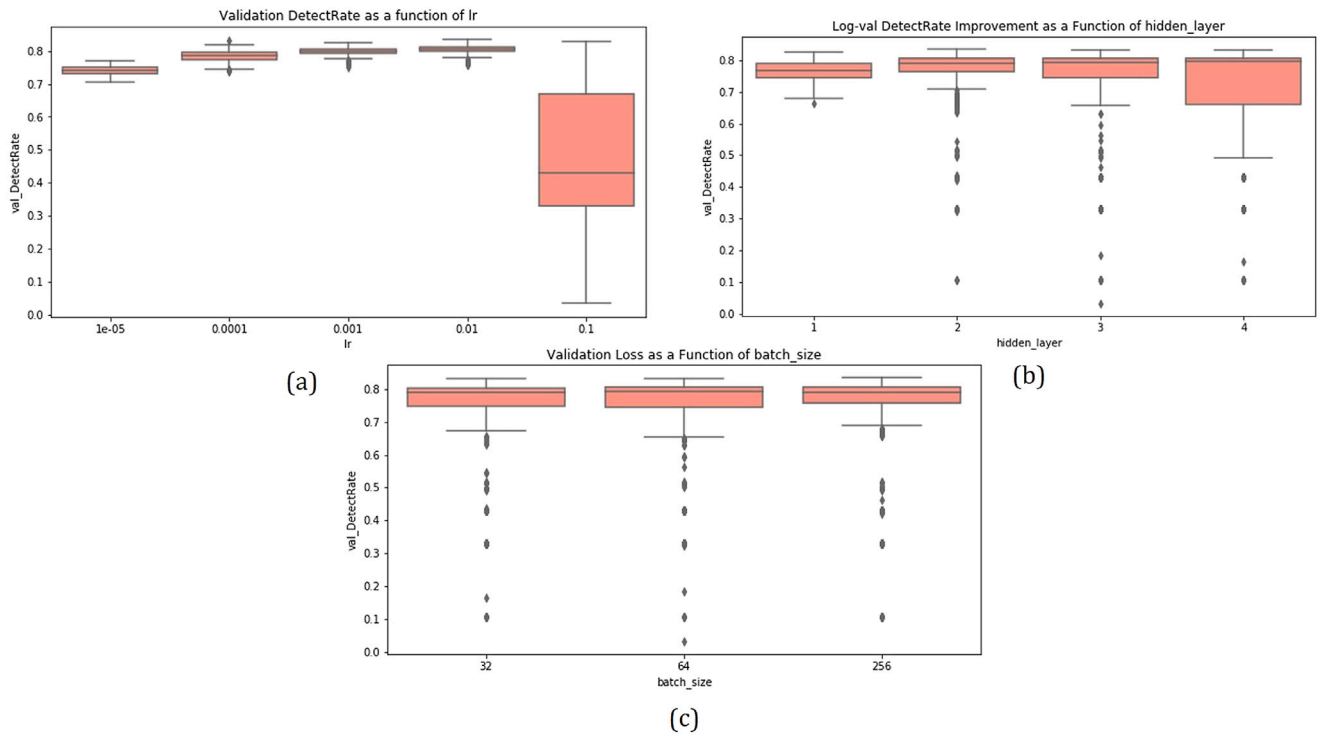 Validation DetectRate as a function of lr
val_DetectRate
0.8
0.7
0.6
0.5
0.4
0.3
0.2
0.1
0.0
1e-05 0.0001 0.001 0.01 0.1
lr
(a)
Log-val DetectRate Improvement as a Function of hidden_layer
val_DetectRate
0.8
0.7
0.6
0.5
0.4
0.3
0.2
0.1
0.0
1 2 3 4
hidden_layer
(b)
Validation Loss as a Function of batch_size
val_DetectRate
0.8
0.7
0.6
0.5
0.4
0.3
0.2
0.1
0.0
32 64 256
batch_size
(c)